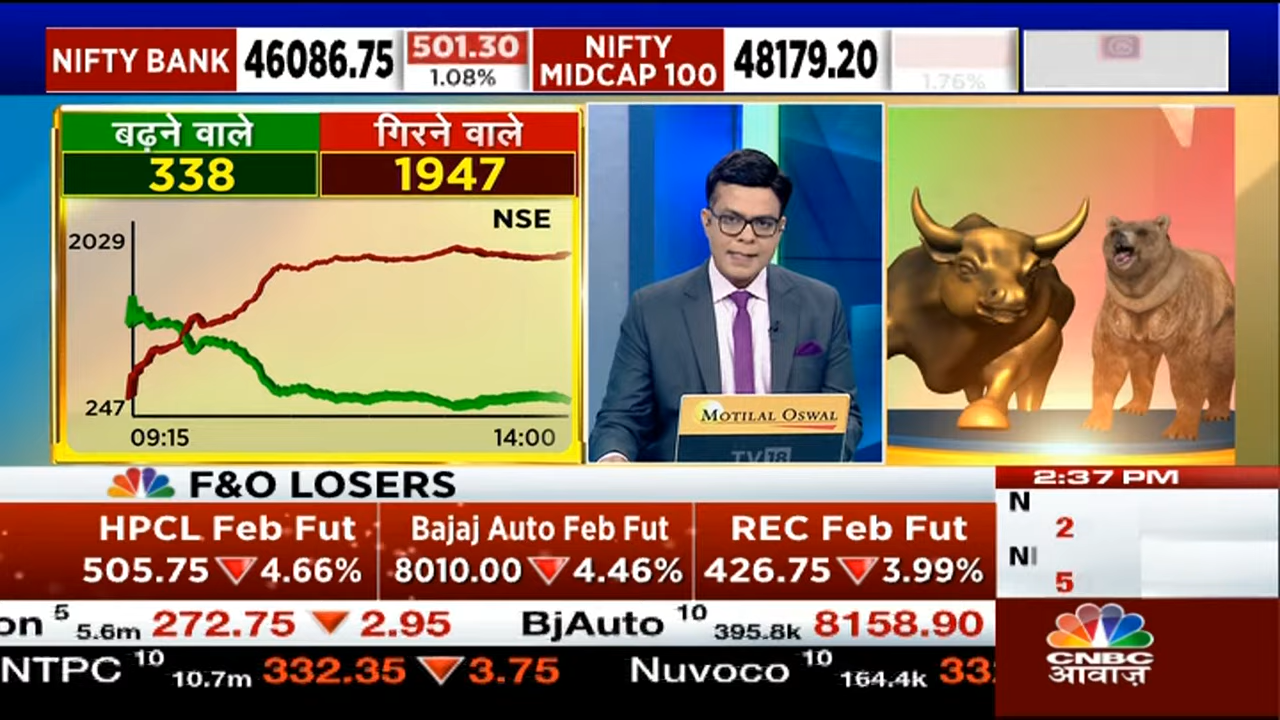 NIFTY BANK 46086.75 501.30 1.08%
NIFTY MIDCAP 100 48179.20 1.76%
बढ़ने वाले गिरने वाले
338 1947
NSE
2029
247
09:15 14:00
MOTILAL OSWAL
TV18
F&O LOSERS
2:37 PM
HPCL Feb Fut Bajaj Auto Feb Fut REC Feb Fut
505.75 4.66% 8010.00 4.46% 426.75 3.99%
N
2
N
5
on 5 5.6m 272.75 2.95 BjAuto 10 395.8k 8158.90
NTPC 10 10.7m 332.35 3.75 Nuvoco 10 164.4k 33
CNBC
आवाज़